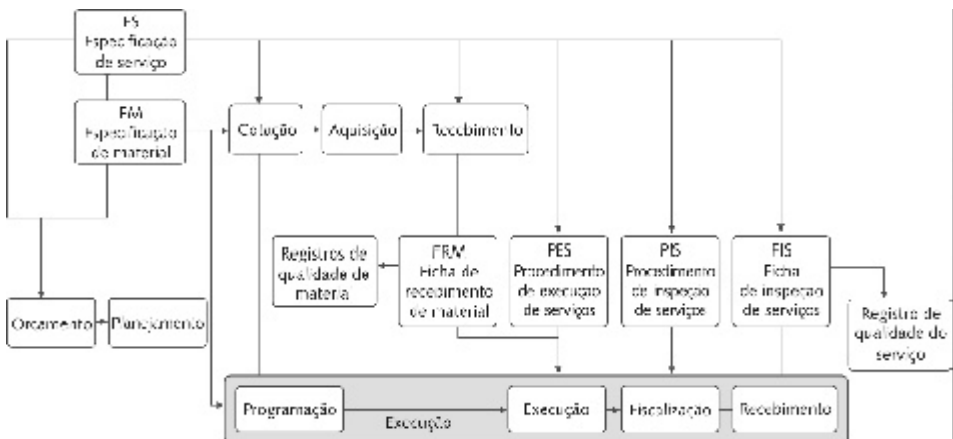 ES
Especificação
de serviço
EM
Especificação
de material
Cotação
Aquisição
Recebimento
Registros de
qualidade de
material
FRM
Ficha de
recebimento
de material
PES
Procedimento
de execução
de serviços
PIS
Procedimento
de inspeção
de serviços
FIS
Ficha
de inspeção
de serviços
Orçamento
Planejamento
Registro de
qualidade do
serviço
Programação
Execução
Execução
Fiscalização
Recebimento